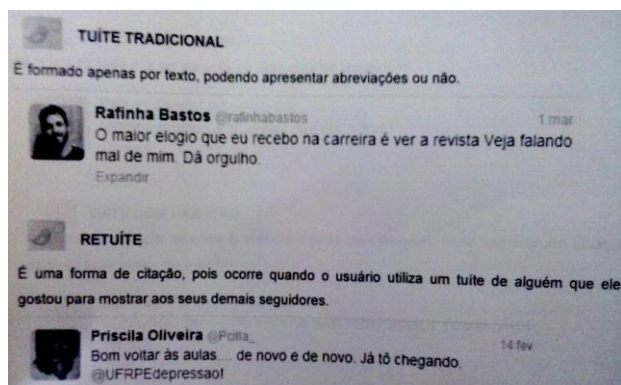 TUÍTE TRADICIONAL
É formado apenas por texto, podendo apresentar abreviações ou não.
Rafinha Bastos @rafinhabastos 1 mar
O maior elogio que eu recebo na carreira é ver a revista Veja falando
mal de mim. Dá orgulho.
Expandir
RETUÍTE
É uma forma de citação, pois ocorre quando o usuário utiliza um tuíte de alguém que ele
gostou para mostrar aos seus demais seguidores.
Priscila Oliveira @Pcilla_ 14 fev
Bom voltar às aulas.... de novo e de novo. Já tô chegando.
@UFRPEdepressao!